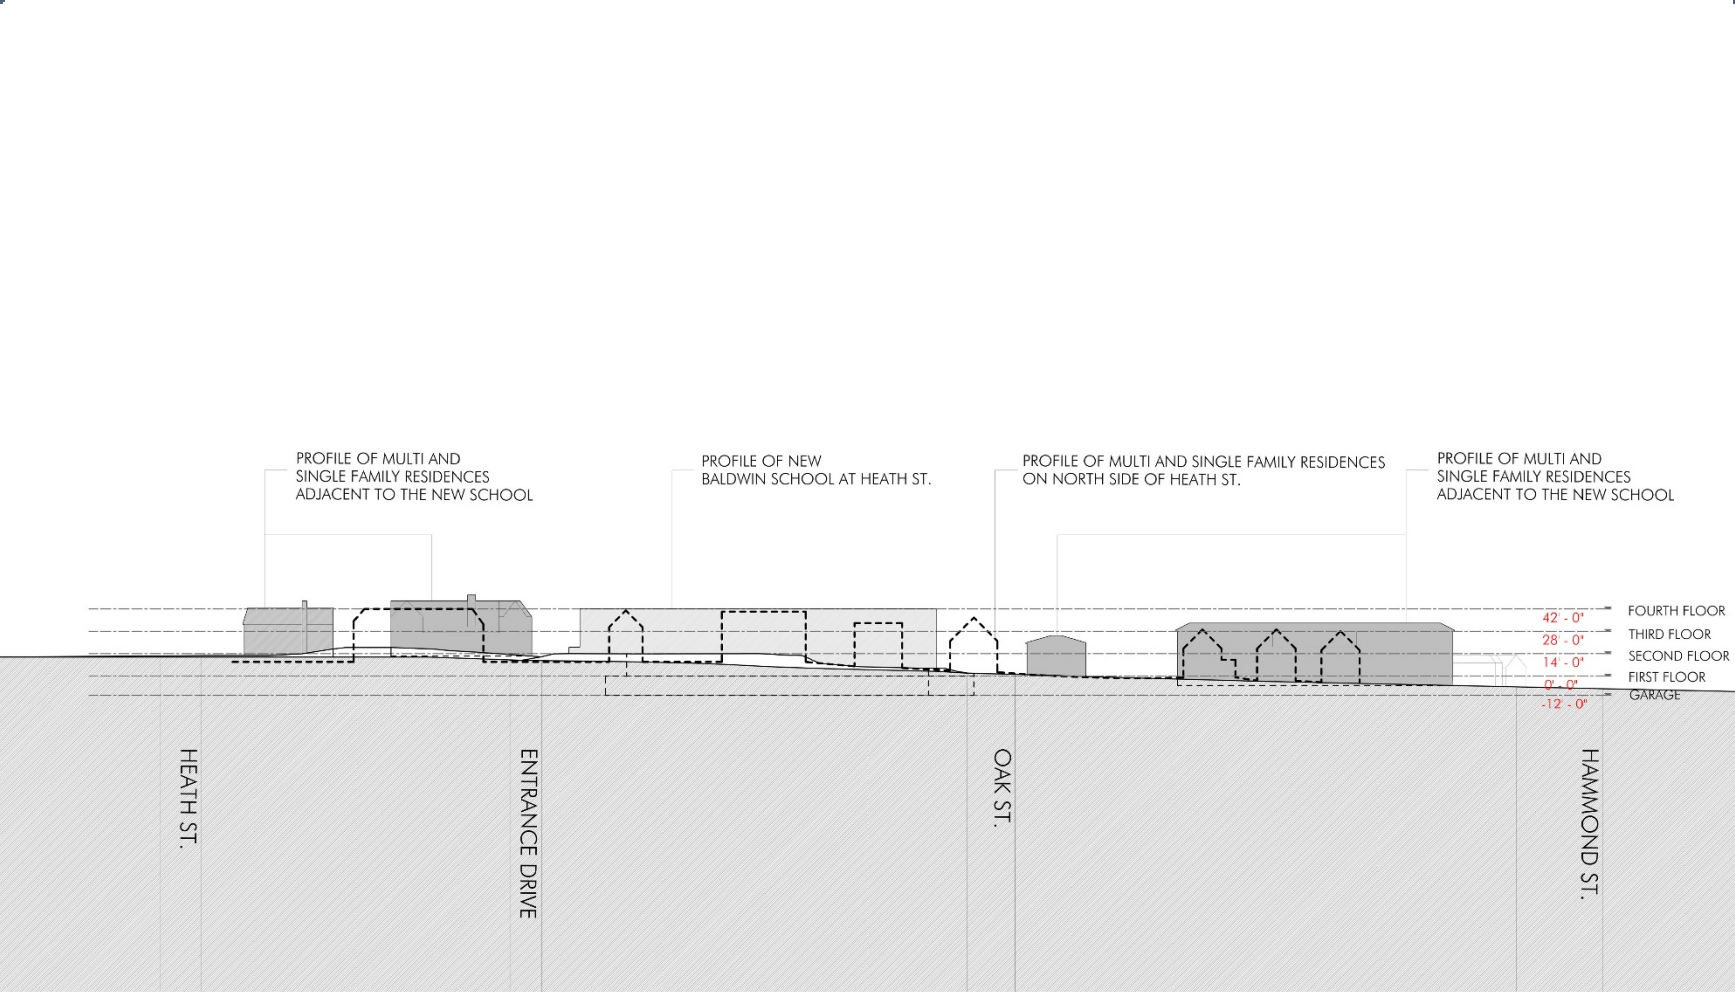 PROFILE OF MULTI AND
SINGLE FAMILY RESIDENCES
ADJACENT TO THE NEW SCHOOL
PROFILE OF NEW
BALDWIN SCHOOL AT HEATH ST.
PROFILE OF MULTI AND SINGLE FAMILY RESIDENCES
ON NORTH SIDE OF HEATH ST.
PROFILE OF MULTI AND
SINGLE FAMILY RESIDENCES
ADJACENT TO THE NEW SCHOOL
FOURTH FLOOR
42' - 0"
THIRD FLOOR
28' - 0"
SECOND FLOOR
14' - 0"
FIRST FLOOR
0' - 0"
GARAGE
-12' - 0"
HEATH ST.
ENTRANCE DRIVE
OAK ST.
HAMMOND ST.